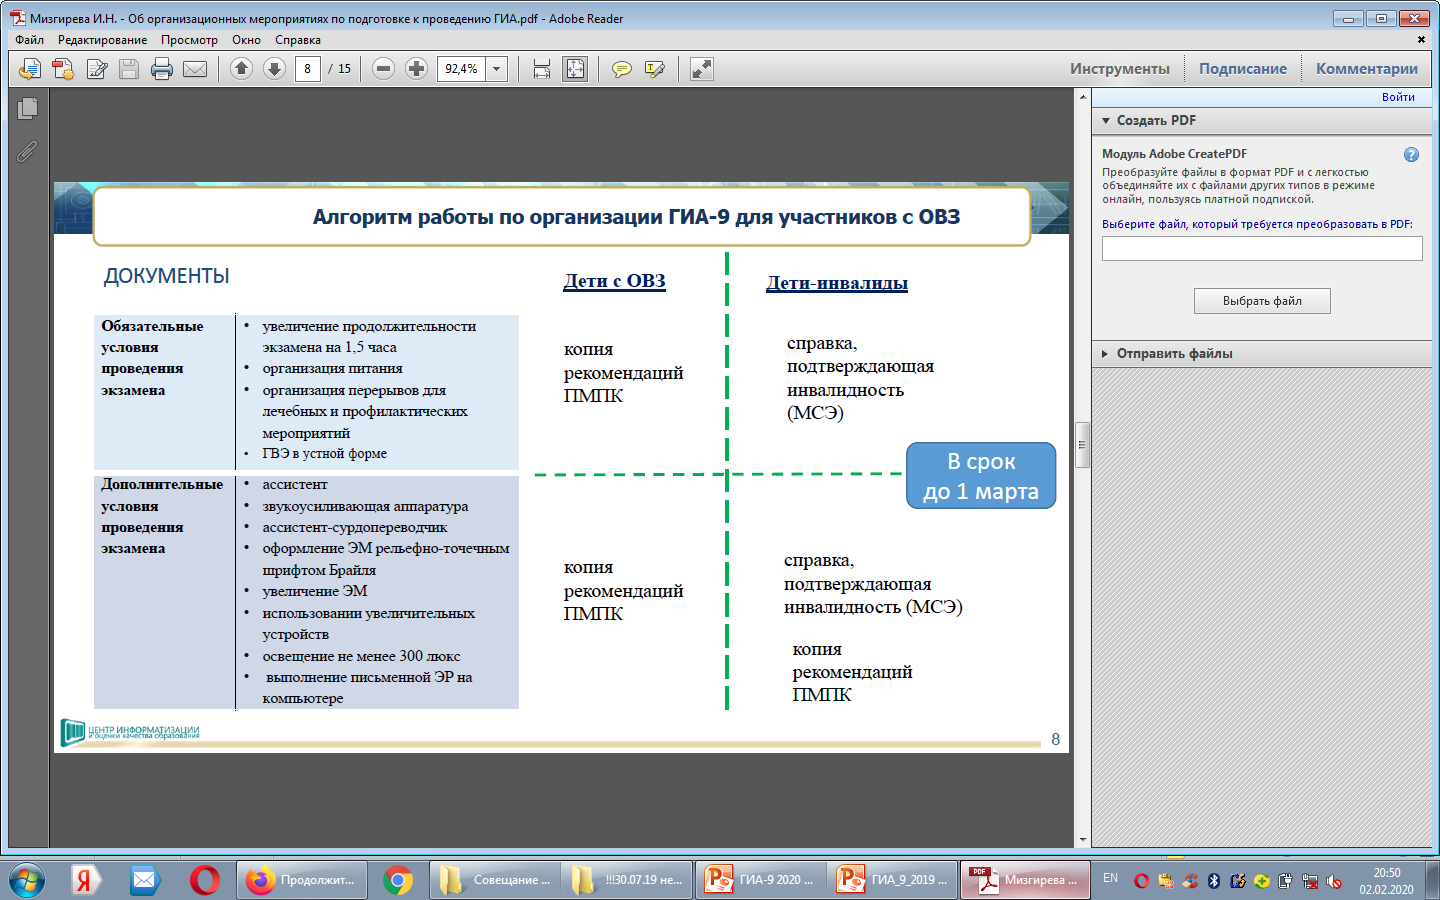 Мизгирева И.Н. - Об организационных мероприятиях по подготовке к проведению ГИА.pdf - Adobe Reader
Файл Редактирование Просмотр Окно Справка
8 / 15 92,4% Инструменты Подписание Комментарии
Войти
Создать PDF
Модуль Adobe CreatePDF
Преобразуйте файлы в формат PDF и с легкостью
объединяйте их с файлами других типов в режиме
онлайн, пользуясь платной подпиской.
Выберите файл, который требуется преобразовать в PDF:
Выбрать файл
Отправить файлы
Алгоритм работы по организации ГИА-9 для участников с ОВЗ
ДОКУМЕНТЫ
Дети с ОВЗ
Дети-инвалиды
Обязательные
условия
проведения
экзамена
• увеличение продолжительности
экзамена на 1,5 часа
• организация питания
• организация перерывов для
лечебных и профилактических
мероприятий
• ГВЭ в устной форме
копия
рекомендаций
ПМПК
справка,
подтверждающая
инвалидность
(МСЭ)
В срок
до 1 марта
Дополнительные
условия
проведения
экзамена
• ассистент
• звукоусиливающая аппаратура
• ассистент-сурдопереводчик
• оформление ЭМ рельефно-точечным
шрифтом Брайля
• увеличение ЭМ
• использовании увеличительных
устройств
• освещение не менее 300 люкс
• выполнение письменной ЭР на
компьютере
копия
рекомендаций
ПМПК
справка,
подтверждающая
инвалидность (МСЭ)
копия
рекомендаций
ПМПК
ЦЕНТР ИНФОРМАТИЗАЦИИ
и оценки качества образования
8
Продолжит... Совещание ... !!!30.07.19 не... ГИА-9 2020 ... ГИА_9_2019 ... Мизгирева ... EN 20:50
02.02.2020